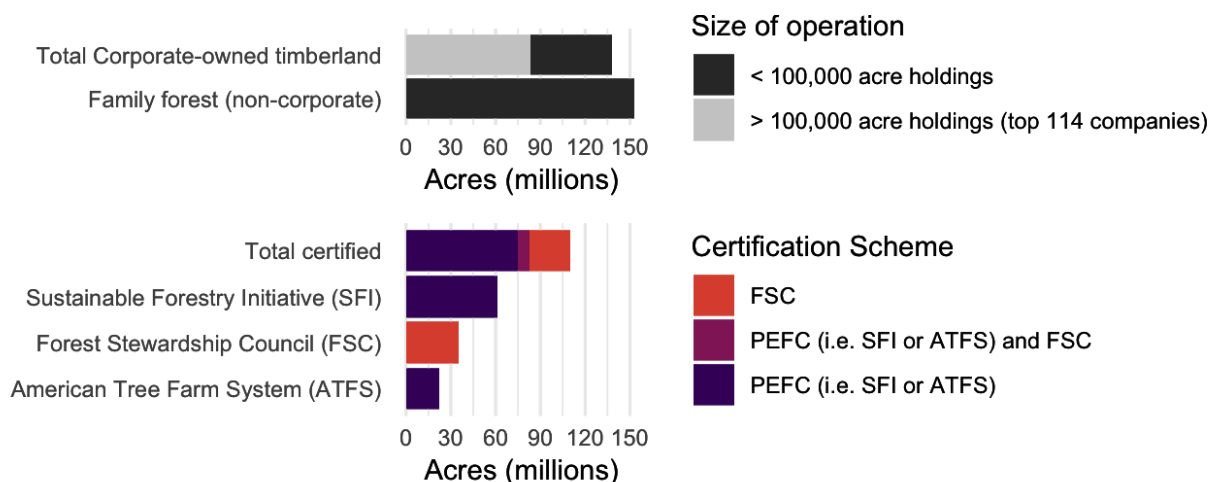 Total Corporate-owned timberland
Family forest (non-corporate)
0 30 60 90 120 150
Acres (millions)
Size of operation
< 100,000 acre holdings
> 100,000 acre holdings (top 114 companies)
Total certified
Sustainable Forestry Initiative (SFI)
Forest Stewardship Council (FSC)
American Tree Farm System (ATFS)
0 30 60 90 120 150
Acres (millions)
Certification Scheme
FSC
PEFC (i.e. SFI or ATFS) and FSC
PEFC (i.e. SFI or ATFS)